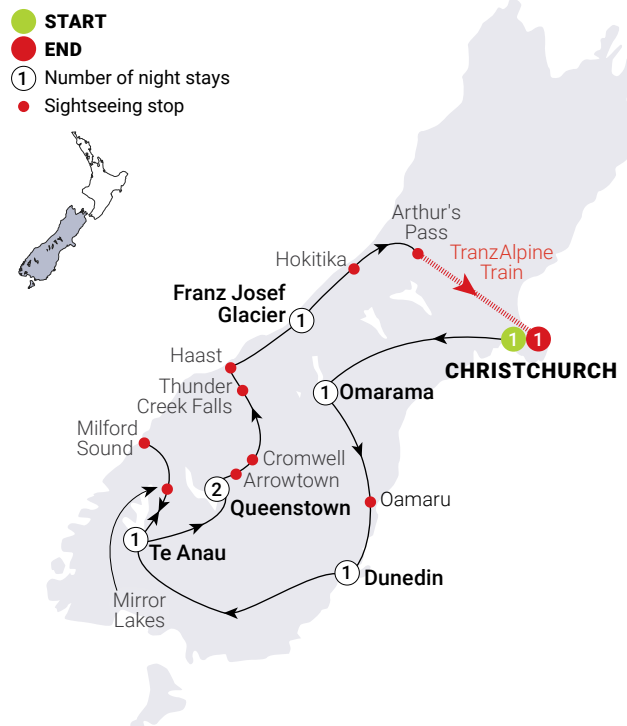 START
END
1 Number of night stays
Sightseeing stop
Arthur's
Pass
TranzAlpine
Train
Hokitika
Franz Josef
Glacier
1
1 1
CHRISTCHURCH
Haast
Thunder
Creek Falls
1 Omarama
Milford
Sound
Cromwell
Arrowtown
2
Queenstown
Oamaru
1
Te Anau
1 Dunedin
Mirror
Lakes